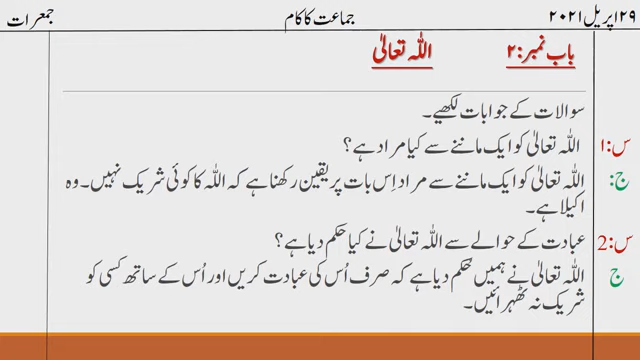 ۲۹ اپریل ۲۰۲۱ جماعت کا کام جمعرات
باب نمبر: ۲ اللہ تعالیٰ
سوالات کے جوابات لکھیے۔
س:۱ اللہ تعالیٰ کو ایک ماننے سے کیا مراد ہے؟
ج: اللہ تعالیٰ کو ایک ماننے سے مراد اِس بات پر یقین رکھنا ہے کہ اللہ کا کوئی شریک نہیں۔ وہ
اکیلا ہے۔
س:2 عبادت کے حوالے سے اللہ تعالیٰ نے کیا حکم دیا ہے؟
ج اللہ تعالیٰ نے ہمیں حُکم دیا ہے کہ صرف اُس کی عبادت کریں اور اُس کے ساتھ کسی کو
شریک نہ ٹھہرائیں۔